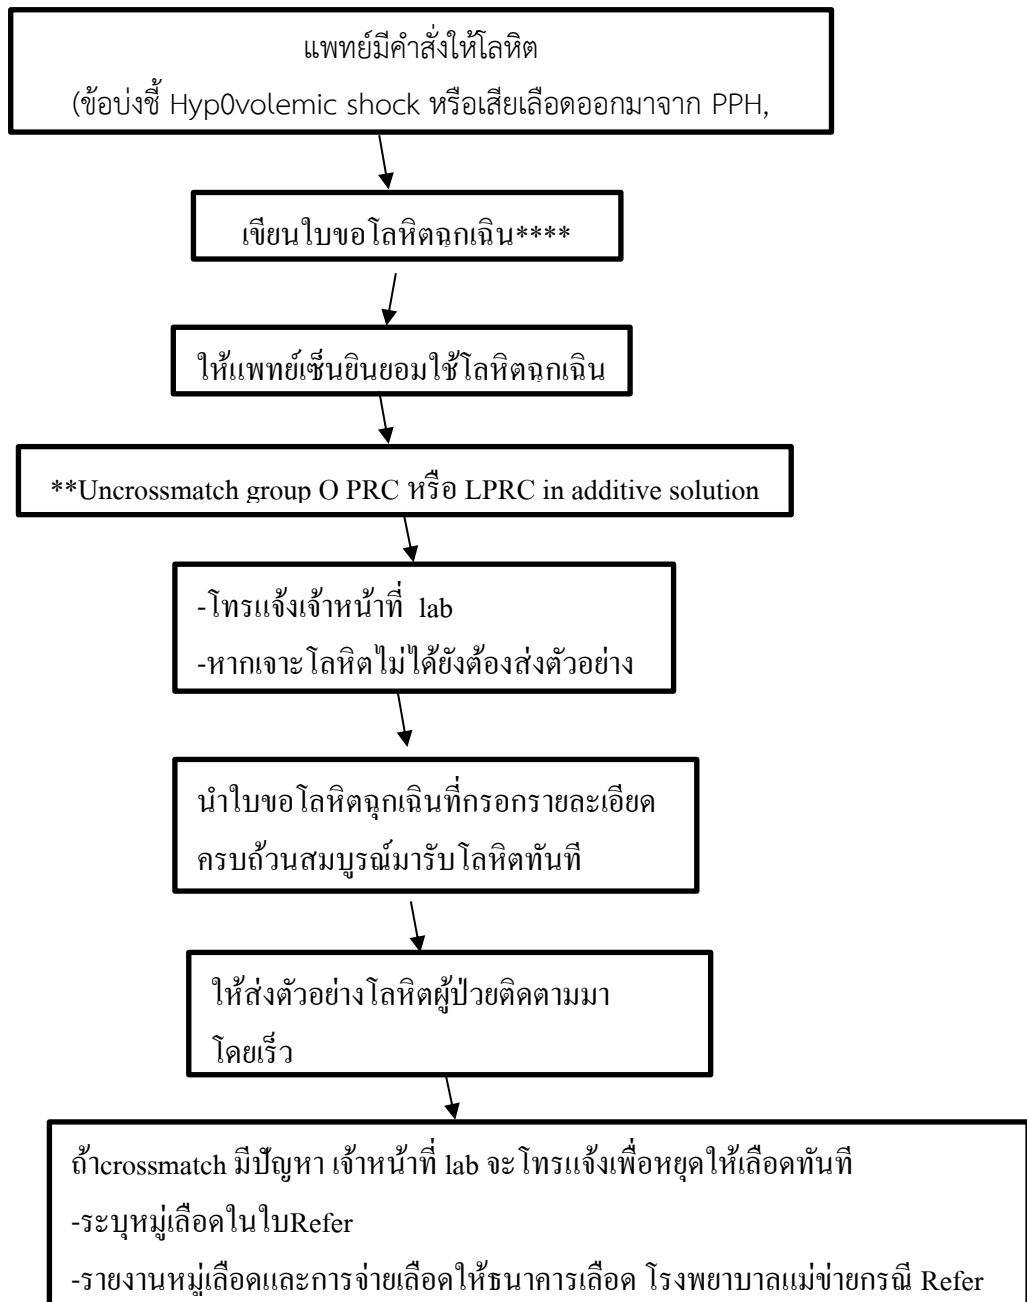 แพทย์มีคำสั่งให้โลหิต
(ข้อบ่งชี้ Hyp0volemic shock หรือเสียเลือดออกมาจาก PPH,
เขียนใบขอโลหิตฉุกเฉิน****
ให้แพทย์เซ็นยินยอมใช้โลหิตฉุกเฉิน
**Uncrossmatch group O PRC หรือ LPRC in additive solution
-โทรแจ้งเจ้าหน้าที่ lab
-หากเจาะโลหิตไม่ได้ยังต้องส่งตัวอย่าง
นำใบขอโลหิตฉุกเฉินที่กรอกรายละเอียด
ครบถ้วนสมบูรณ์มารับโลหิตทันที
ให้ส่งตัวอย่างโลหิตผู้ป่วยติดตามมา
โดยเร็ว
ถ้าcrossmatch มีปัญหา เจ้าหน้าที่ lab จะโทรแจ้งเพื่อหยุดให้เลือดทันที
-ระบุหมู่เลือดในใบRefer
-รายงานหมู่เลือดและการจ่ายเลือดให้ธนาคารเลือด โรงพยาบาลแม่ข่ายกรณี Refer